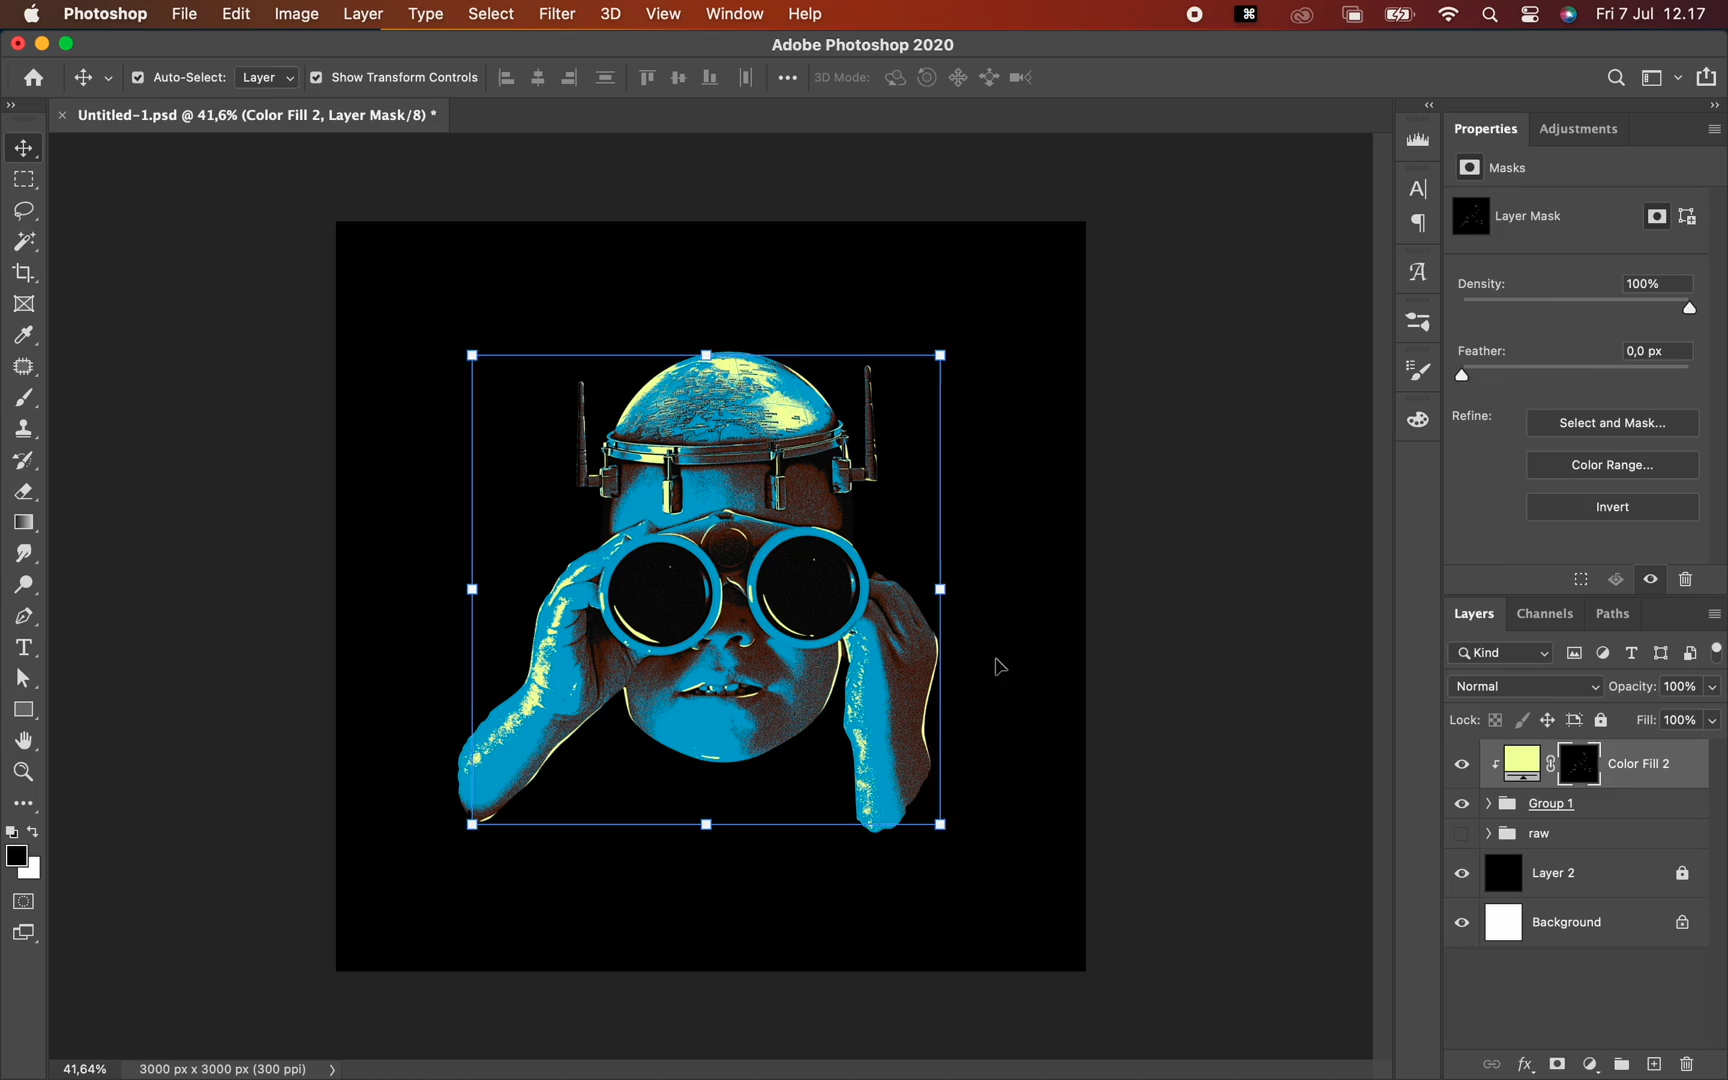 Photoshop File Edit Image Layer Type Select Filter 3D View Window Help Fri 7 Jul 12.17
Adobe Photoshop 2020
Auto-Select: Layer Show Transform Controls 3D Mode:
Untitled-1.psd @ 41,6% (Color Fill 2, Layer Mask/8) *
Properties Adjustments
Masks
Layer Mask
Density: 100%
Feather: 0,0 px
Refine: Select and Mask...
Color Range...
Invert
Layers Channels Paths
Kind
Normal Opacity: 100%
Lock: Fill: 100%
Color Fill 2
Group 1
raw
Layer 2
Background
41,64% 3000 px x 3000 px (300 ppi)